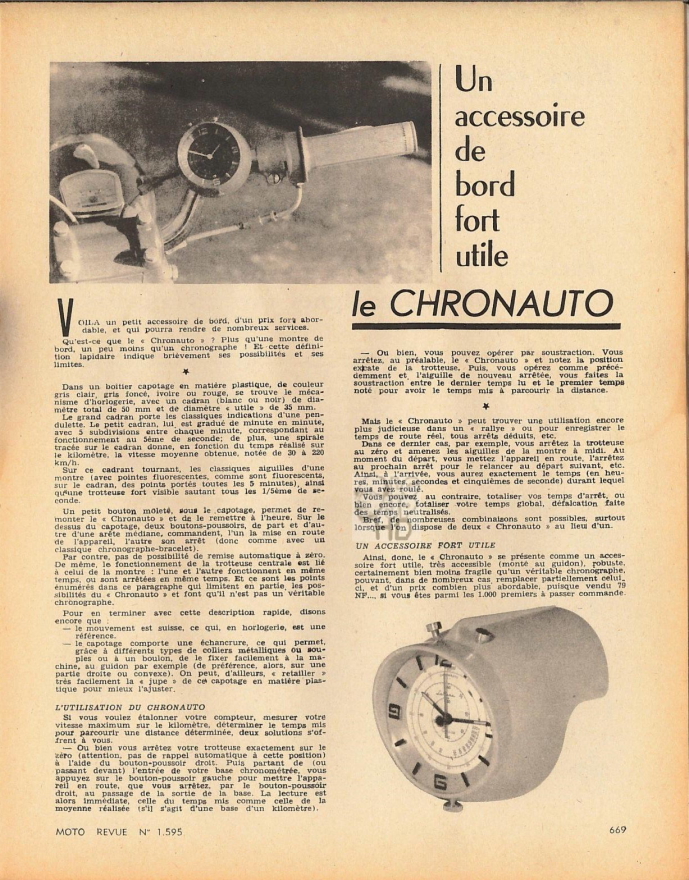 Un
accessoire
de
bord
fort
utile
le CHRONAUTO
VOILA un petit accessoire de bord, d'un prix fort abor-
dable, et qui pourra rendre de nombreux services.
Qu'est-ce que le « Chronauto » ? Plus qu'une montre de
bord, un peu moins qu'un chronographe ! Et cette défini-
tion lapidaire indique brièvement ses possibilités et ses
limites.
Dans un boîtier capotage en matière plastique, de couleur
gris clair, gris foncé, ivoire ou rouge, se trouve le méca-
nisme d'horlogerie, avec un cadran (blanc ou noir) de dia-
mètre total de 50 mm et de diamètre « utile » de 35 mm.
Le grand cadran porte les classiques indications d'une pen-
dulette. Le petit cadran, lui, est gradué de minute en minute,
avec 5 subdivisions entre chaque minute, correspondant au
fonctionnement au 5ème de seconde; de plus, une spirale
tracée sur le cadran donne, en fonction du temps réalisé sur
le kilomètre, la vitesse moyenne obtenue, notée de 30 à 220
km/h.
Sur ce cadran tournant, les classiques aiguilles d'une
montre (avec pointes fluorescentes, comme sont fluorescents,
sur le cadran, des points portés toutes les 5 minutes), ainsi
qu'une trotteuse fort visible sautant tous les 1/5ème de se-
conde.
Un petit bouton moleté, sous le capotage, permet de re-
monter le « Chronauto » et de le remettre à l'heure. Sur le
dessus du capotage, deux boutons-poussoirs, de part et d'au-
tre d'une arête médiane, commandent, l'un la mise en route
de l'appareil, l'autre son arrêt (donc comme avec un
classique chronographe-bracelet).
Par contre, pas de possibilité de remise automatique à zéro.
De même, le fonctionnement de la trotteuse centrale est lié
à celui de la montre : l'une et l'autre fonctionnent en même
temps, ou sont arrêtées en même temps. Et ce sont les points
énumérés dans ce paragraphe qui limitent en partie, les pos-
sibilités du « Chronauto » et font qu'il n'est pas un véritable
chronographe.
Pour en terminer avec cette description rapide, disons
encore que :
— le mouvement est suisse, ce qui, en horlogerie, est une
référence.
— le capotage comporte une échancrure, ce qui permet,
grâce à différents types de colliers métalliques ou sou-
ples ou à un boulon, de le fixer facilement à la ma-
chine, au guidon par exemple (de préférence, alors, sur une
partie droite ou convexe). On peut, d'ailleurs, « retailler »
très facilement la « jupe » de ce capotage en matière plas-
tique pour mieux l'ajuster.
L'UTILISATION DU CHRONAUTO
Si vous voulez étalonner votre compteur, mesurer votre
vitesse maximum sur le kilomètre, déterminer le temps mis
pour parcourir une distance déterminée, deux solutions s'of-
frent à vous.
— Ou bien vous arrêtez votre trotteuse exactement sur le
zéro (attention, pas de rappel automatique à cette position)
à l'aide du bouton-poussoir droit. Puis partant de (ou
passant devant) l'entrée de votre base chronométrée, vous
appuyez sur le bouton-poussoir gauche pour mettre l'appa-
reil en route, que vous arrêtez, par le bouton-poussoir
droit, au passage de la sortie de la base. La lecture est
alors immédiate, celle du temps mis comme celle de la
moyenne réalisée (s'il s'agit d'une base d'un kilomètre).
— Ou bien, vous pouvez opérer par soustraction. Vous
arrêtez, au préalable, le « Chronauto » et notez la position
exacte de la trotteuse. Puis, vous opérez comme précé-
demment et, l'aiguille de nouveau arrêtée, vous faites la
soustraction entre le dernier temps lu et le premier temps
noté pour avoir le temps mis à parcourir la distance.
Mais le « Chronauto » peut trouver une utilisation encore
plus judicieuse dans un « rallye » ou pour enregistrer le
temps de route réel, tous arrêts déduits, etc.
Dans ce dernier cas, par exemple, vous arrêtez la trotteuse
au zéro et amenez les aiguilles de la montre à midi. Au
moment du départ, vous mettez l'appareil en route, l'arrêtez
au prochain arrêt pour le relancer au départ suivant, etc.
Ainsi, à l'arrivée, vous aurez exactement le temps (en heu-
res, minutes, secondes et cinquièmes de seconde) durant lequel
vous avez roulé.
Vous pouvez, au contraire, totaliser vos temps d'arrêt, ou
bien encore, totaliser votre temps global, défalcation faite
des temps neutralisés.
Bref, de nombreuses combinaisons sont possibles, surtout
lorsque l'on dispose de deux « Chronauto » au lieu d'un.
UN ACCESSOIRE FORT UTILE
Ainsi, donc, le « Chronauto » se présente comme un acces-
soire fort utile, très accessible (monté au guidon), robuste,
certainement bien moins fragile qu'un véritable chronographe,
pouvant, dans de nombreux cas, remplacer partiellement celui-
ci, et d'un prix combien plus abordable, puisque vendu 79
NF..., si vous êtes parmi les 1.000 premiers à passer commande.
MOTO REVUE N° 1.595
669